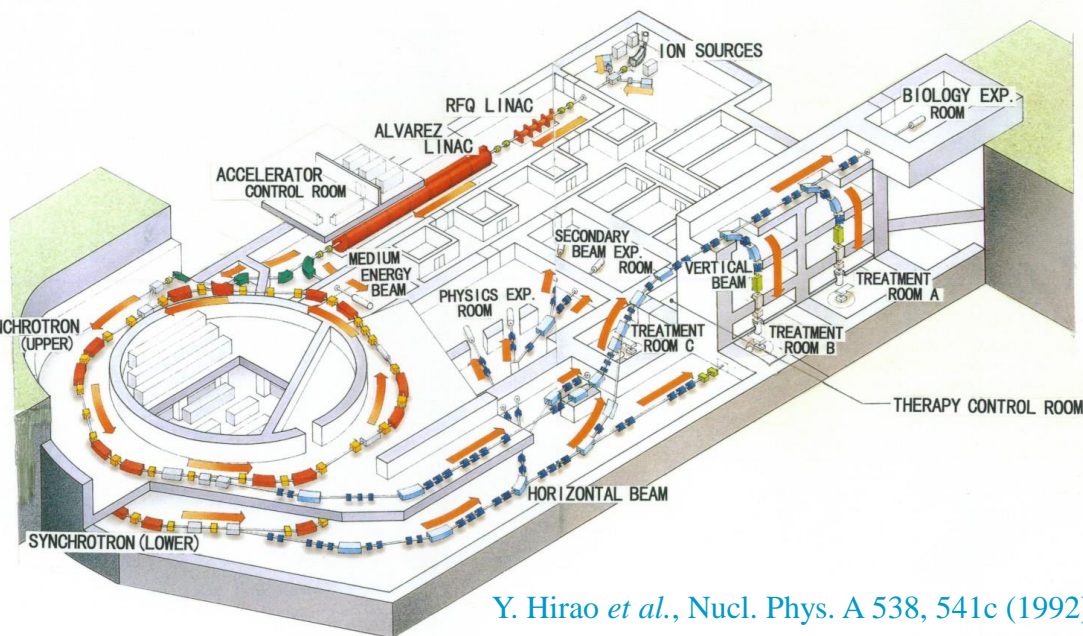 ION SOURCES
RFQ LINAC
ALVAREZ
LINAC
BIOLOGY EXP.
ROOM
ACCELERATOR
CONTROL ROOM
MEDIUM
ENERGY
BEAM
SECONDARY
BEAM EXP.
ROOM
VERTICAL
BEAM
PHYSICS EXP.
ROOM
TREATMENT
ROOM A
NCHROTRON
(UPPER)
TREATMENT
ROOM C
TREATMENT
ROOM B
THERAPY CONTROL ROOM
HORIZONTAL BEAM
SYNCHROTRON (LOWER)
Y. Hirao et al., Nucl. Phys. A 538, 541c (1992)